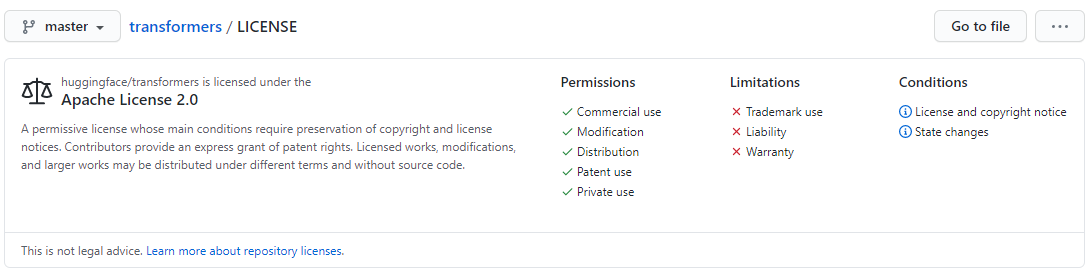 master transformers / LICENSE Go to file ...
huggingface/transformers is licensed under the
Apache License 2.0
A permissive license whose main conditions require preservation of copyright and license
notices. Contributors provide an express grant of patent rights. Licensed works, modifications,
and larger works may be distributed under different terms and without source code.
Permissions
Commercial use
Modification
Distribution
Patent use
Private use
Limitations
Trademark use
Liability
Warranty
Conditions
License and copyright notice
State changes
This is not legal advice. Learn more about repository licenses.